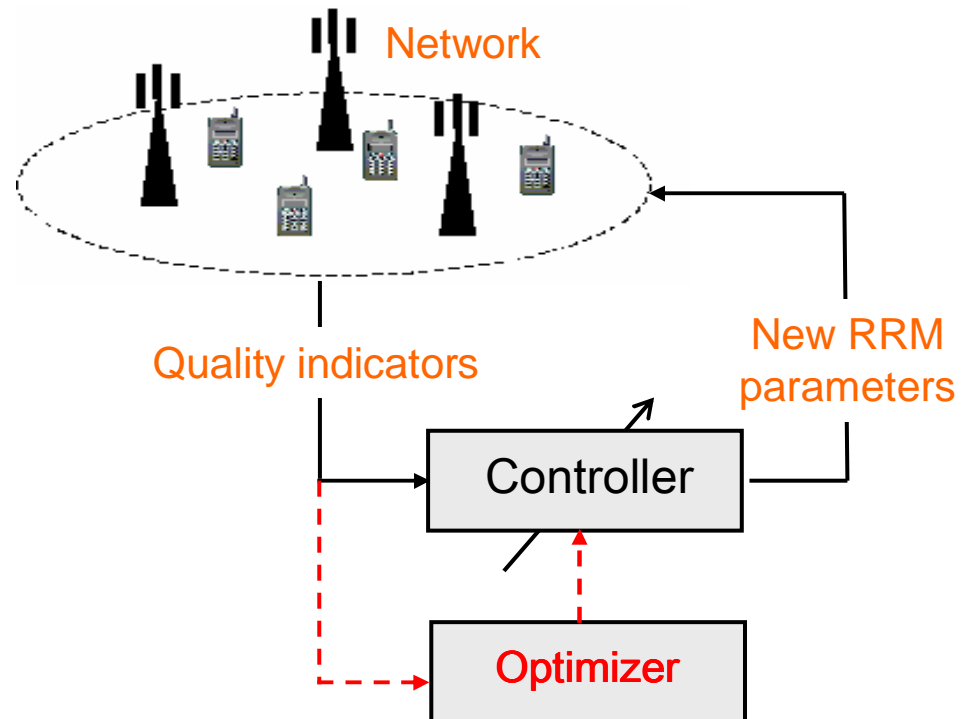 Network
Quality indicators
New RRM
parameters
Controller
Optimizer